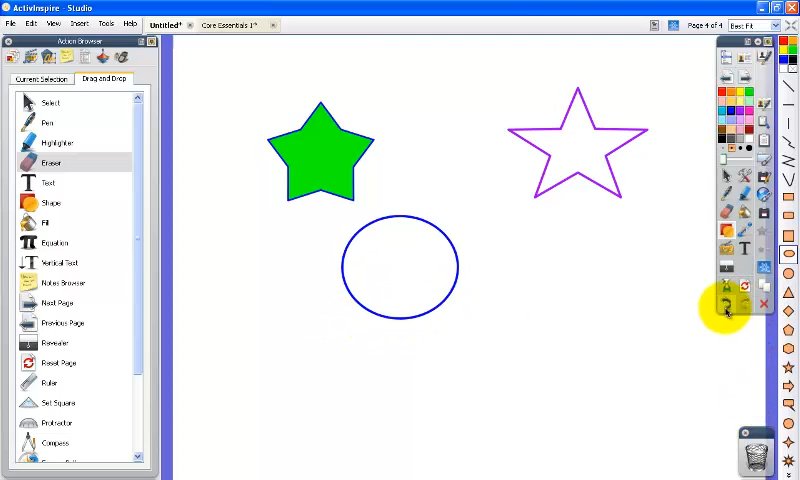 ActivInspire - Studio
File Edit View Insert Tools Help
Untitled*
Core Essentials 1*
Page 4 of 4
Best Fit
Action Browser
Current Selection
Drag and Drop
Select
Pen
Highlighter
Eraser
Text
Shape
Fill
Equation
Vertical Text
Notes Browser
Next Page
Previous Page
Revealer
Reset Page
Ruler
Set Square
Protractor
Compass